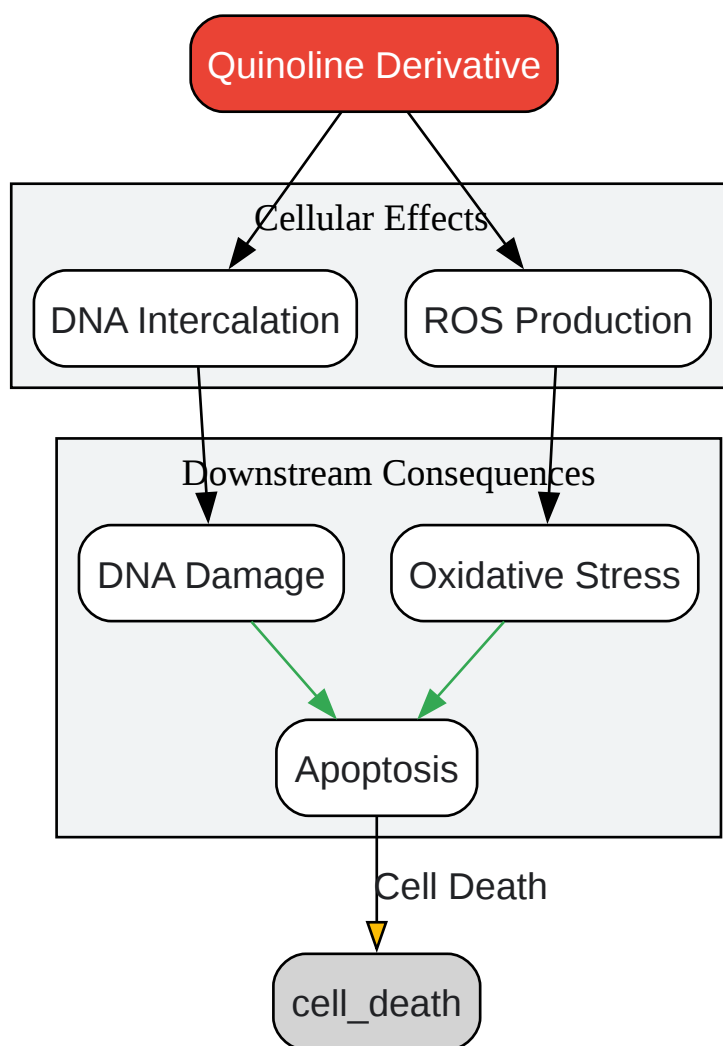 Quinoline Derivative
Cellular Effects
DNA Intercalation
ROS Production
Downstream Consequences
DNA Damage
Oxidative Stress
Apoptosis
Cell Death
cell_death